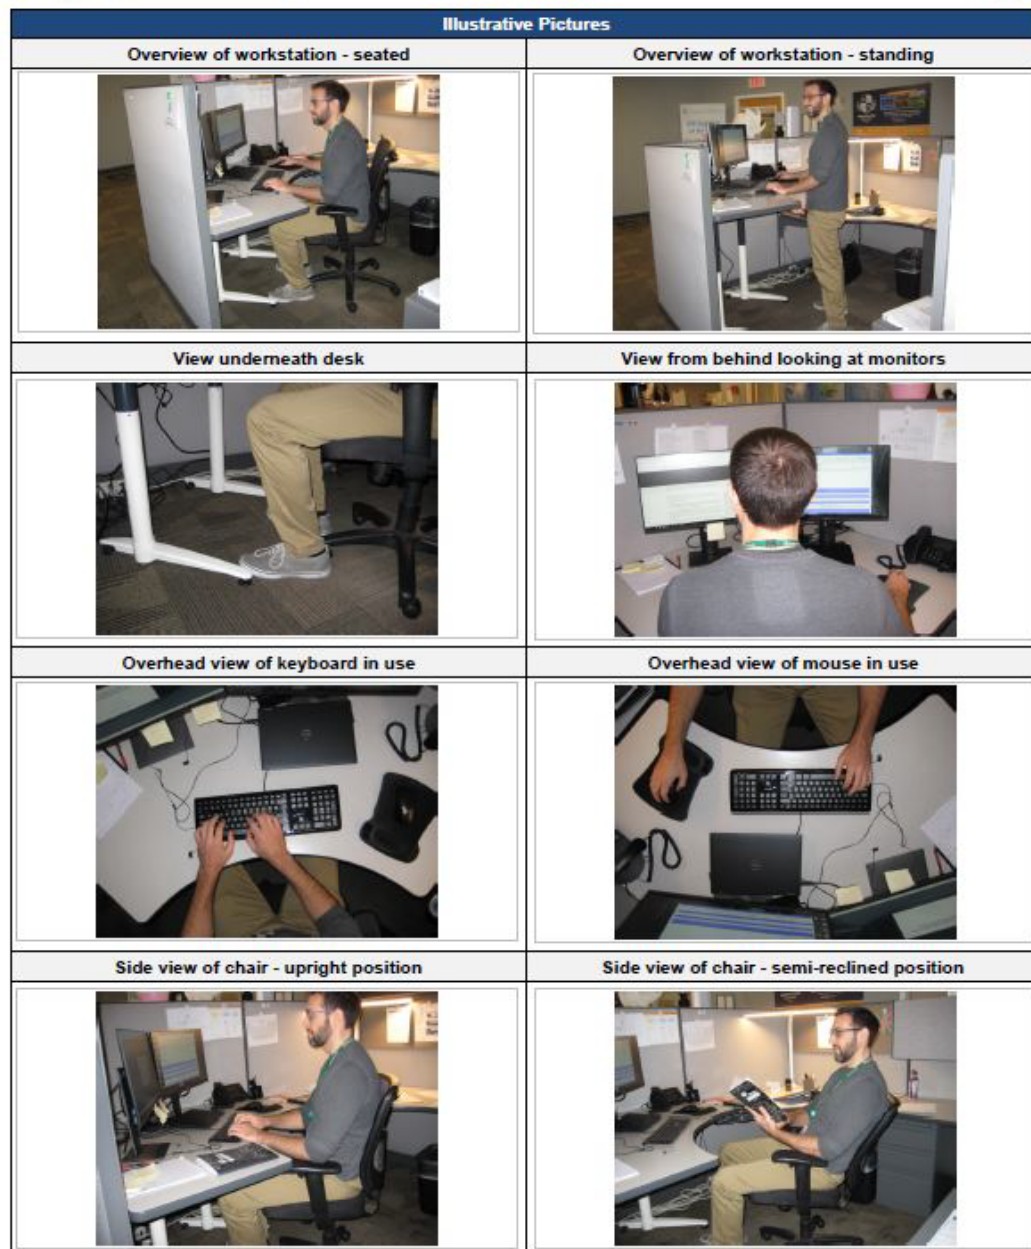 Illustrative Pictures
Overview of workstation - seated
Overview of workstation - standing
View underneath desk
View from behind looking at monitors
Overhead view of keyboard in use
Overhead view of mouse in use
Side view of chair - upright position
Side view of chair - semi-reclined position